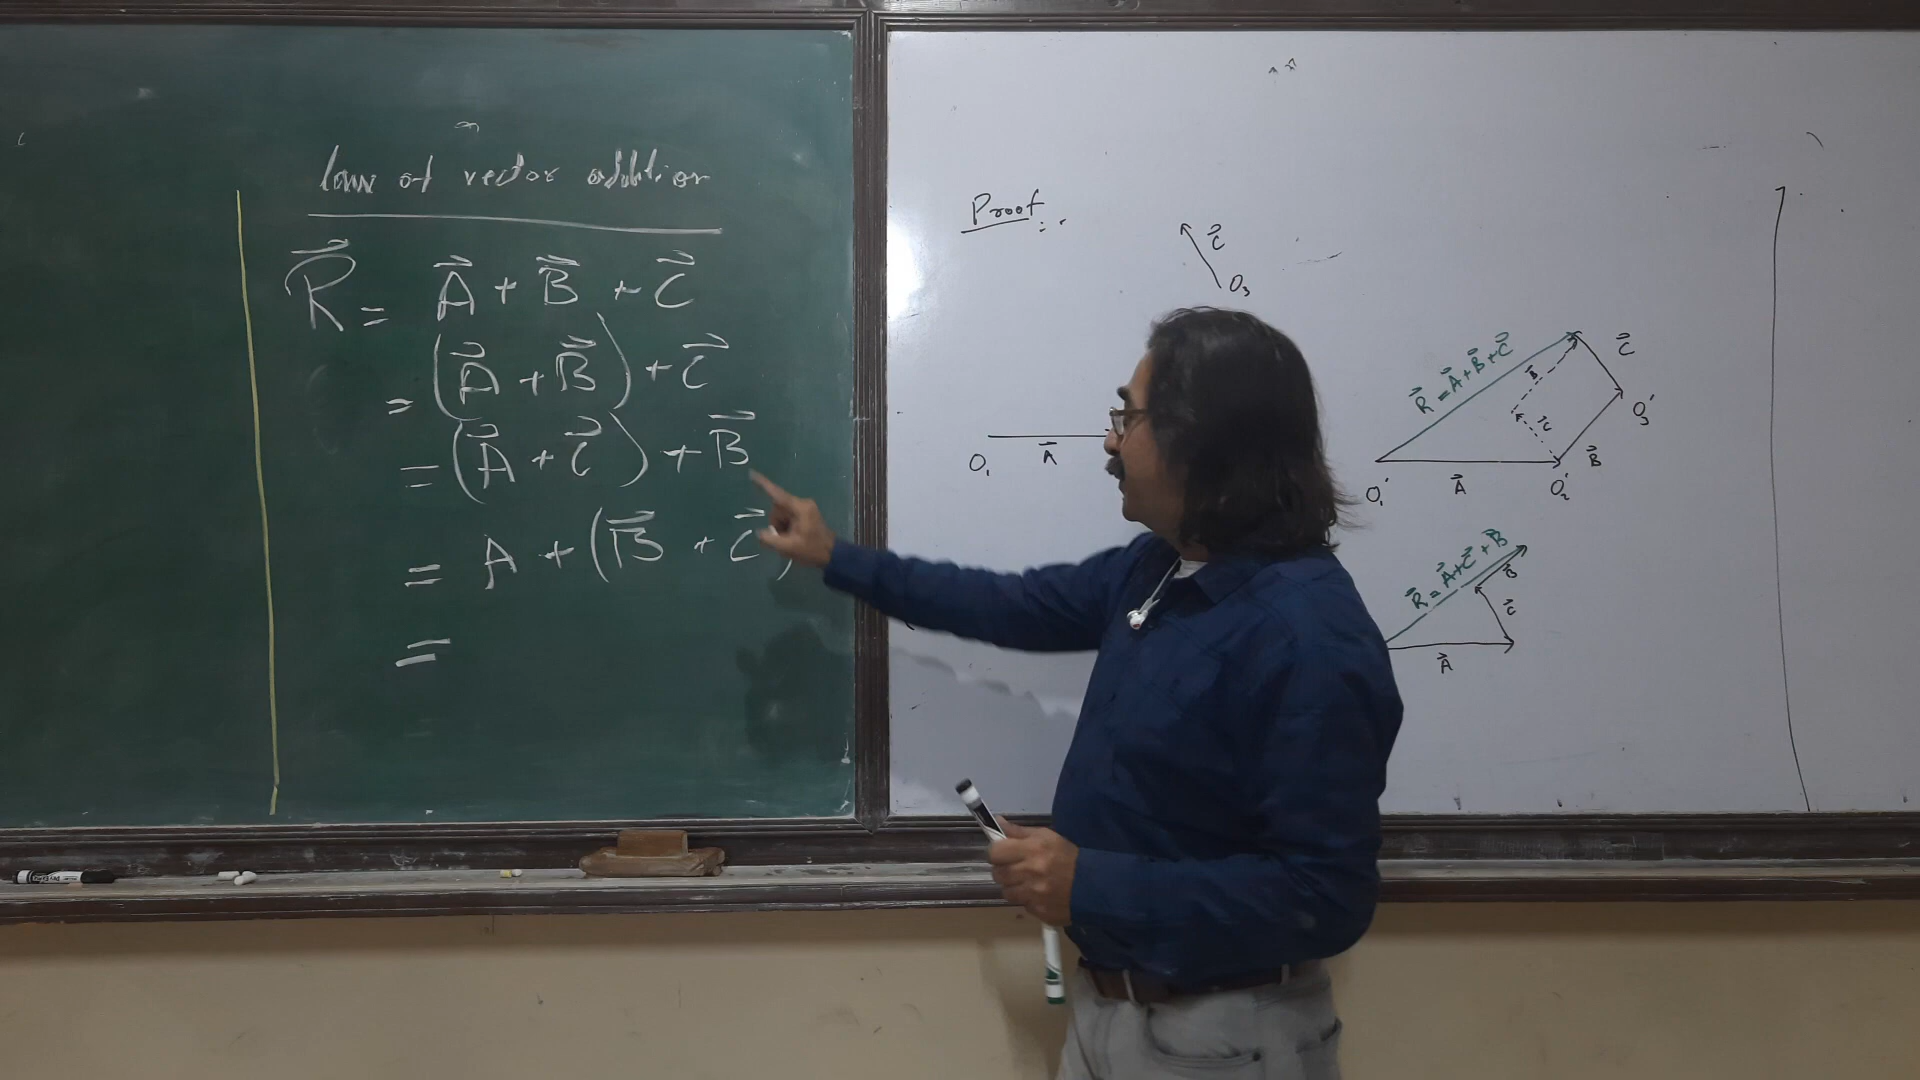 law of vector addition
R⃗ = A⃗ + B⃗ + C⃗
= (A⃗ + B⃗) + C⃗
= (A⃗ + C⃗) + B⃗
= A + (B⃗ + C⃗)
=
Proof :-
C⃗
O₃
O₁
A⃗
R⃗ = A⃗ + B⃗ + C⃗
C⃗
B⃗
C⃗
O₃'
B⃗
O₁'
A⃗
O₂'
R⃗ = A⃗ + C⃗ + B⃗
B⃗
C⃗
A⃗